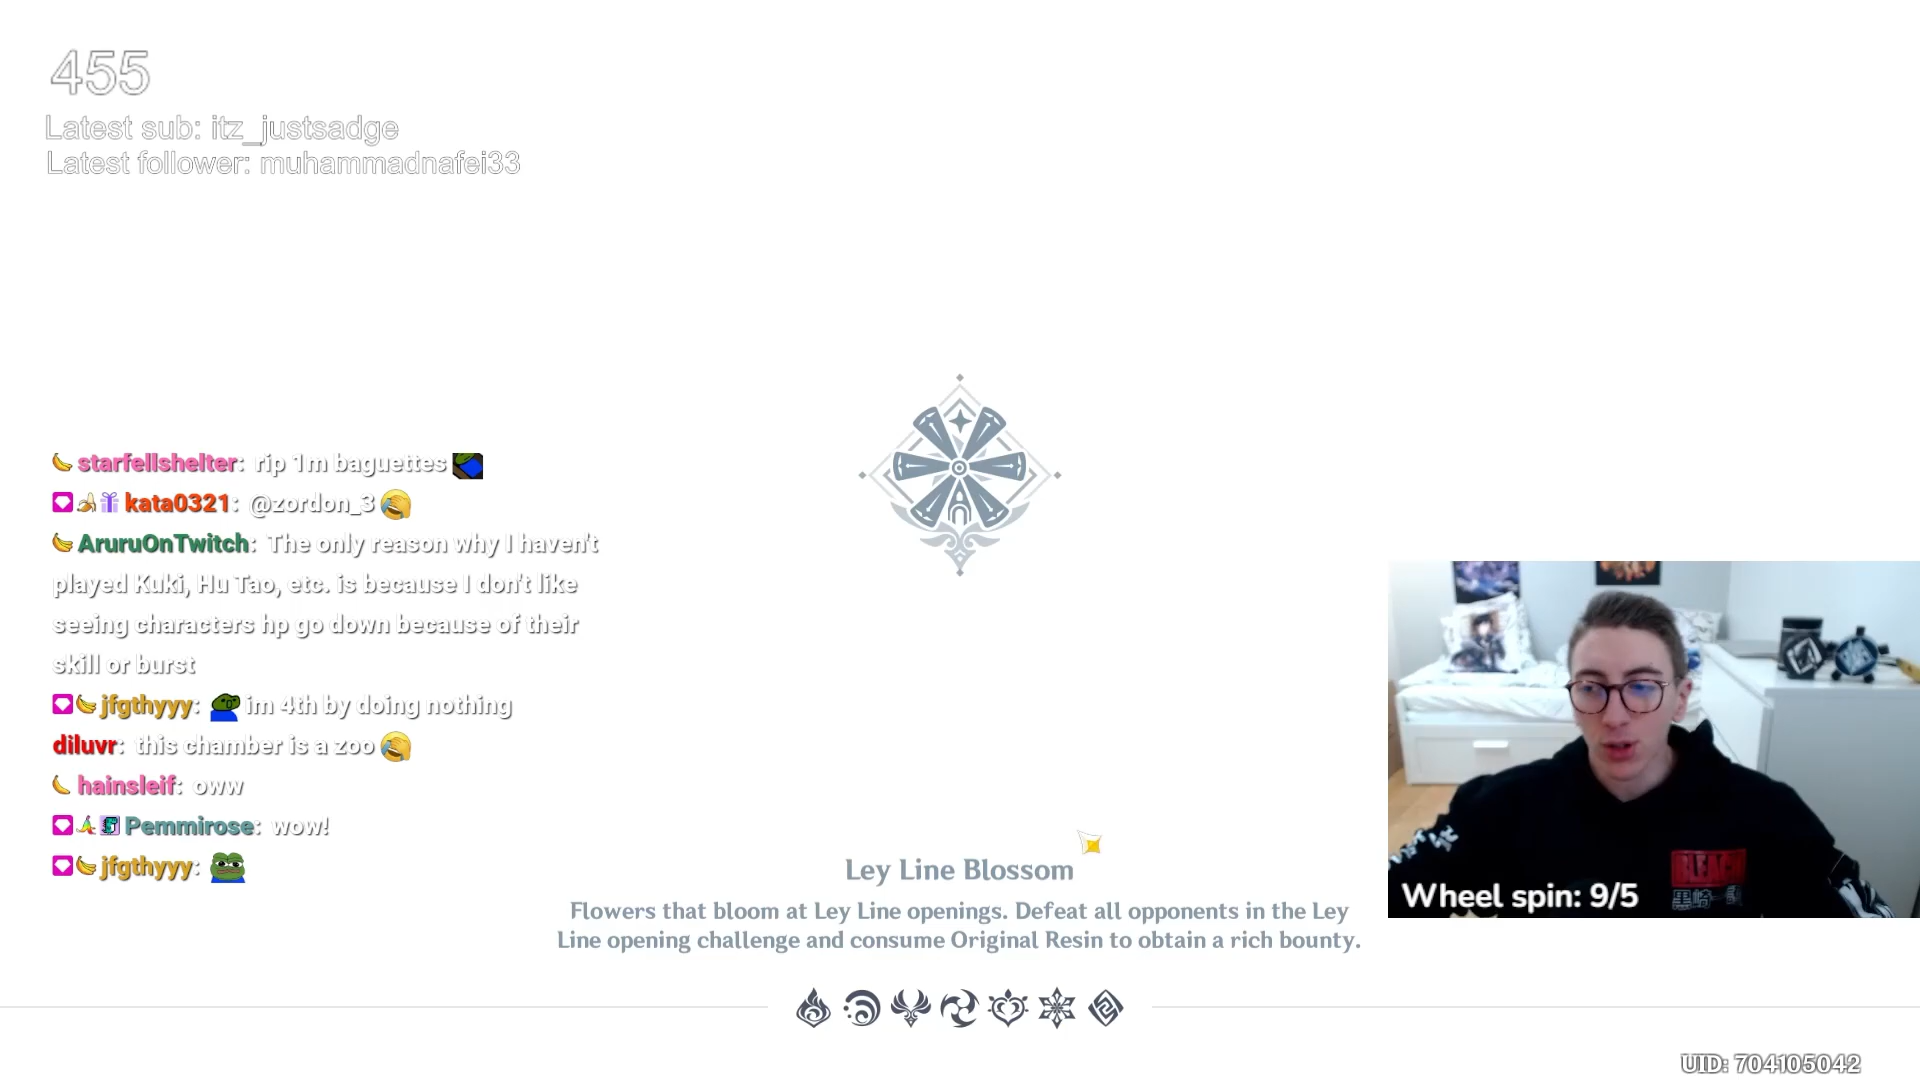 455
Latest sub: itz_justsadge
Latest follower: muhammadnafei33
starfellshelter: rip 1m baguettes
kata0321: @zordon_3
AruruOnTwitch: The only reason why I haven't
played Kuki, Hu Tao, etc. is because I don't like
seeing characters hp go down because of their
skill or burst
jfgthyyy: im 4th by doing nothing
diluvr: this chamber is a zoo
hainsleif: oww
Pemmirose: wow!
jfgthyyy:
Ley Line Blossom
Flowers that bloom at Ley Line openings. Defeat all opponents in the Ley
Line opening challenge and consume Original Resin to obtain a rich bounty.
BLEACH
Wheel spin: 9/5
UID: 704105042